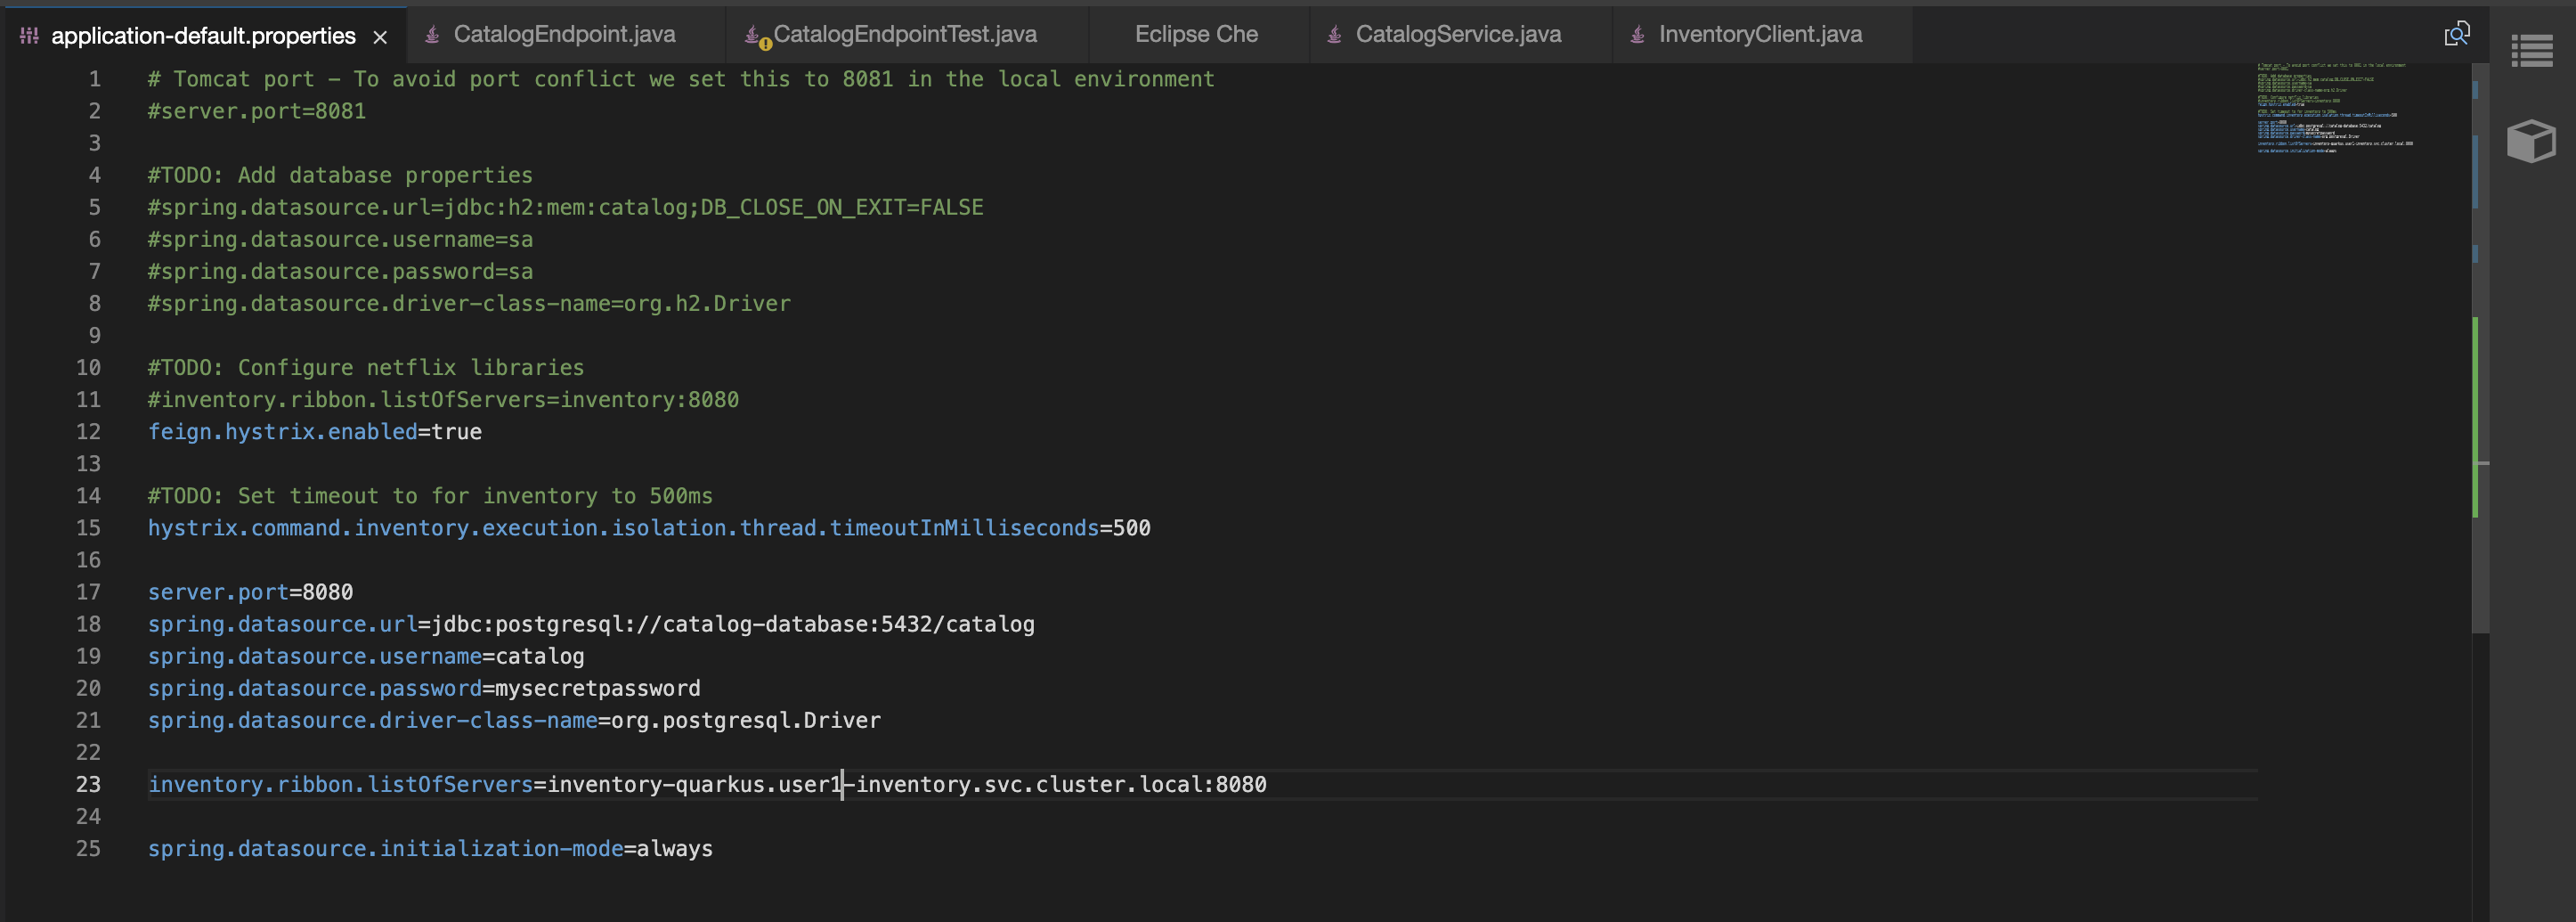 application-default.properties × CatalogEndpoint.java CatalogEndpointTest.java Eclipse Che CatalogService.java InventoryClient.java
1 # Tomcat port - To avoid port conflict we set this to 8081 in the local environment
2 #server.port=8081
3
4 #TODO: Add database properties
5 #spring.datasource.url=jdbc:h2:mem:catalog;DB_CLOSE_ON_EXIT=FALSE
6 #spring.datasource.username=sa
7 #spring.datasource.password=sa
8 #spring.datasource.driver-class-name=org.h2.Driver
9
10 #TODO: Configure netflix libraries
11 #inventory.ribbon.listOfServers=inventory:8080
12 feign.hystrix.enabled=true
13
14 #TODO: Set timeout to for inventory to 500ms
15 hystrix.command.inventory.execution.isolation.thread.timeoutInMilliseconds=500
16
17 server.port=8080
18 spring.datasource.url=jdbc:postgresql://catalog-database:5432/catalog
19 spring.datasource.username=catalog
20 spring.datasource.password=mysecretpassword
21 spring.datasource.driver-class-name=org.postgresql.Driver
22
23 inventory.ribbon.listOfServers=inventory-quarkus.user1-inventory.svc.cluster.local:8080
24
25 spring.datasource.initialization-mode=always